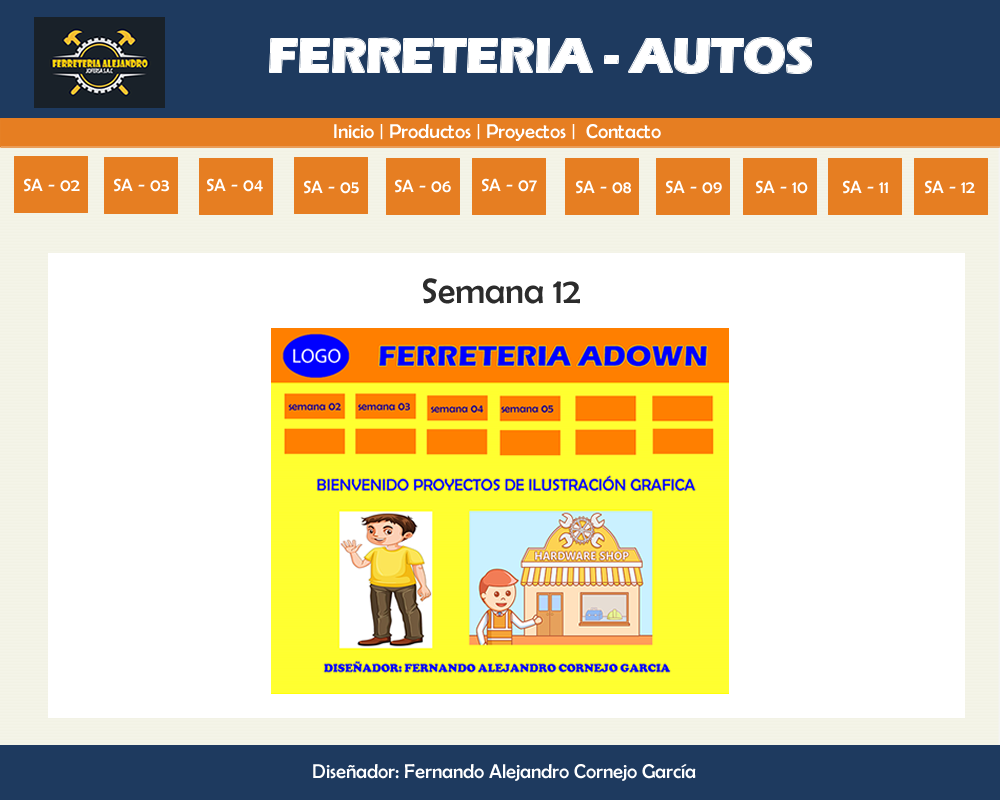 FERRETERIA ALEJANDRO
JOFERSA S.A.C
FERRETERIA - AUTOS
Inicio | Productos | Proyectos | Contacto
SA - 02 SA - 03 SA - 04 SA - 05 SA - 06 SA - 07 SA - 08 SA - 09 SA - 10 SA - 11 SA - 12
Semana 12
LOGO FERRETERIA ADOWN
semana 02 semana 03 semana 04 semana 05
BIENVENIDO PROYECTOS DE ILUSTRACIÓN GRAFICA
HARDWARE SHOP
DISEÑADOR: FERNANDO ALEJANDRO CORNEJO GARCIA
Diseñador: Fernando Alejandro Cornejo García